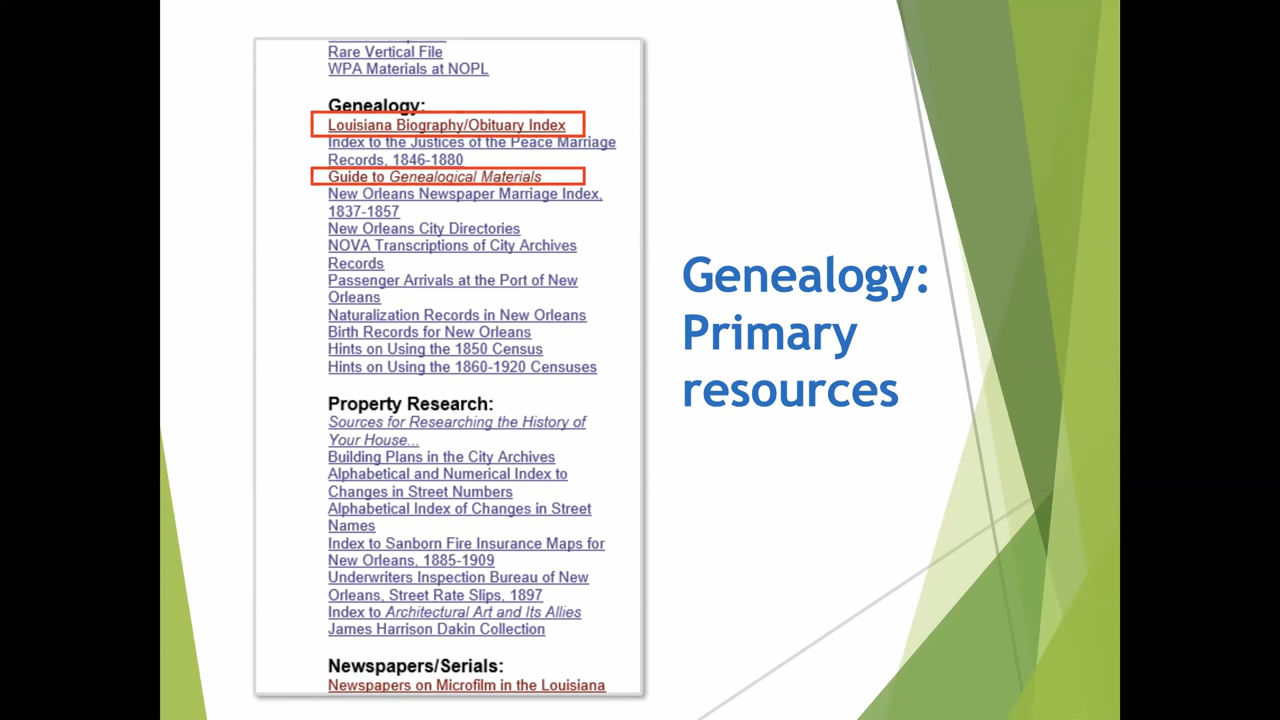 Rare Vertical File
WPA Materials at NOPL
Genealogy:
Louisiana Biography/Obituary Index
Index to the Justices of the Peace Marriage
Records, 1846-1880
Guide to Genealogical Materials
New Orleans Newspaper Marriage Index,
1837-1857
New Orleans City Directories
NOVA Transcriptions of City Archives
Records
Passenger Arrivals at the Port of New
Orleans
Naturalization Records in New Orleans
Birth Records for New Orleans
Hints on Using the 1850 Census
Hints on Using the 1860-1920 Censuses
Property Research:
Sources for Researching the History of
Your House...
Building Plans in the City Archives
Alphabetical and Numerical Index to
Changes in Street Numbers
Alphabetical Index of Changes in Street
Names
Index to Sanborn Fire Insurance Maps for
New Orleans, 1885-1909
Underwriters Inspection Bureau of New
Orleans, Street Rate Slips, 1897
Index to Architectural Art and Its Allies
James Harrison Dakin Collection
Newspapers/Serials:
Newspapers on Microfilm in the Louisiana
Genealogy:
Primary
resources